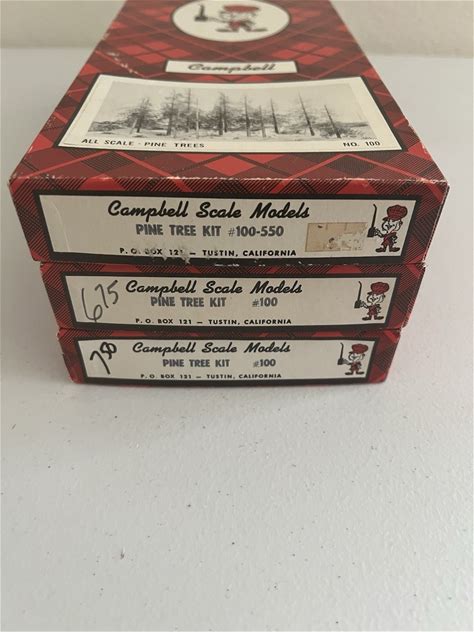 Campbell
ALL SCALE - PINE TREES NO. 100
Campbell Scale Models
PINE TREE KIT #100-550
P. O. BOX 121 — TUSTIN, CALIFORNIA
675
Campbell Scale Models
PINE TREE KIT #100
P. O. BOX 121 — TUSTIN, CALIFORNIA
750
Campbell Scale Models
PINE TREE KIT #100
P. O. BOX 121 — TUSTIN, CALIFORNIA